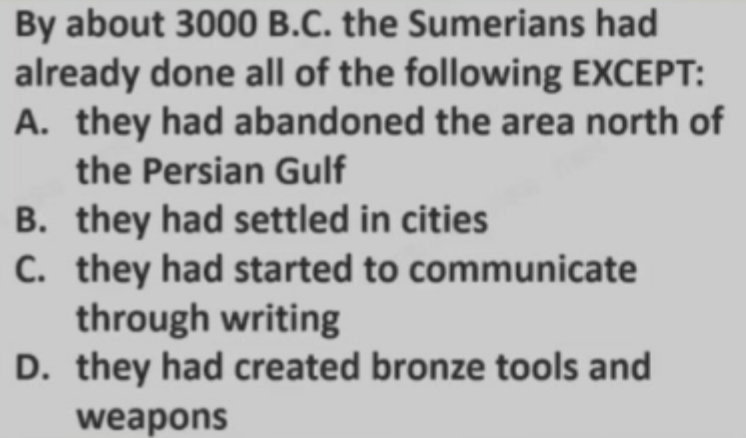 By about 3000 B.C. the Sumerians had
already done all of the following EXCEPT:
A. they had abandoned the area north of
the Persian Gulf
B. they had settled in cities
C. they had started to communicate
through writing
D. they had created bronze tools and
weapons